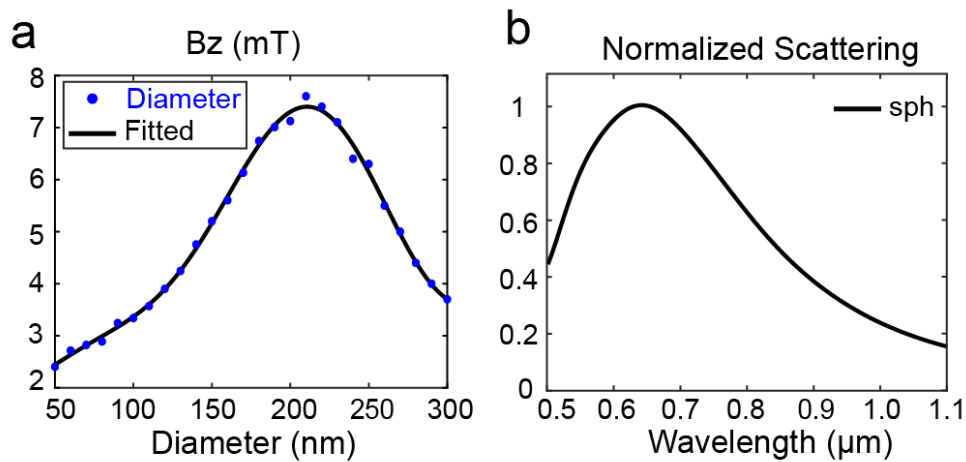 a
Bz (mT)
8
7
6
5
4
3
2
Diameter
Fitted
50
100
150
200
250
300
Diameter (nm)
b
Normalized Scattering
1
0.8
0.6
0.4
0.2
0
sph
0.5
0.6
0.7
0.8
0.9
1.0
1.1
Wavelength (μm)